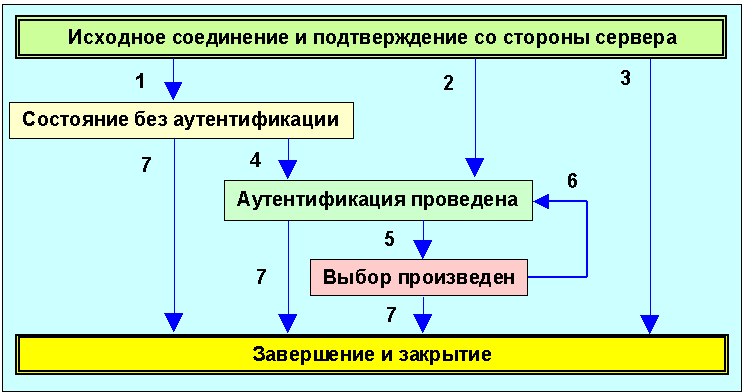 Исходное соединение и подтверждение со стороны сервера
1
2
3
Состояние без аутентификации
7
4
6
Аутентификация проведена
5
7
Выбор произведен
7
Завершение и закрытие